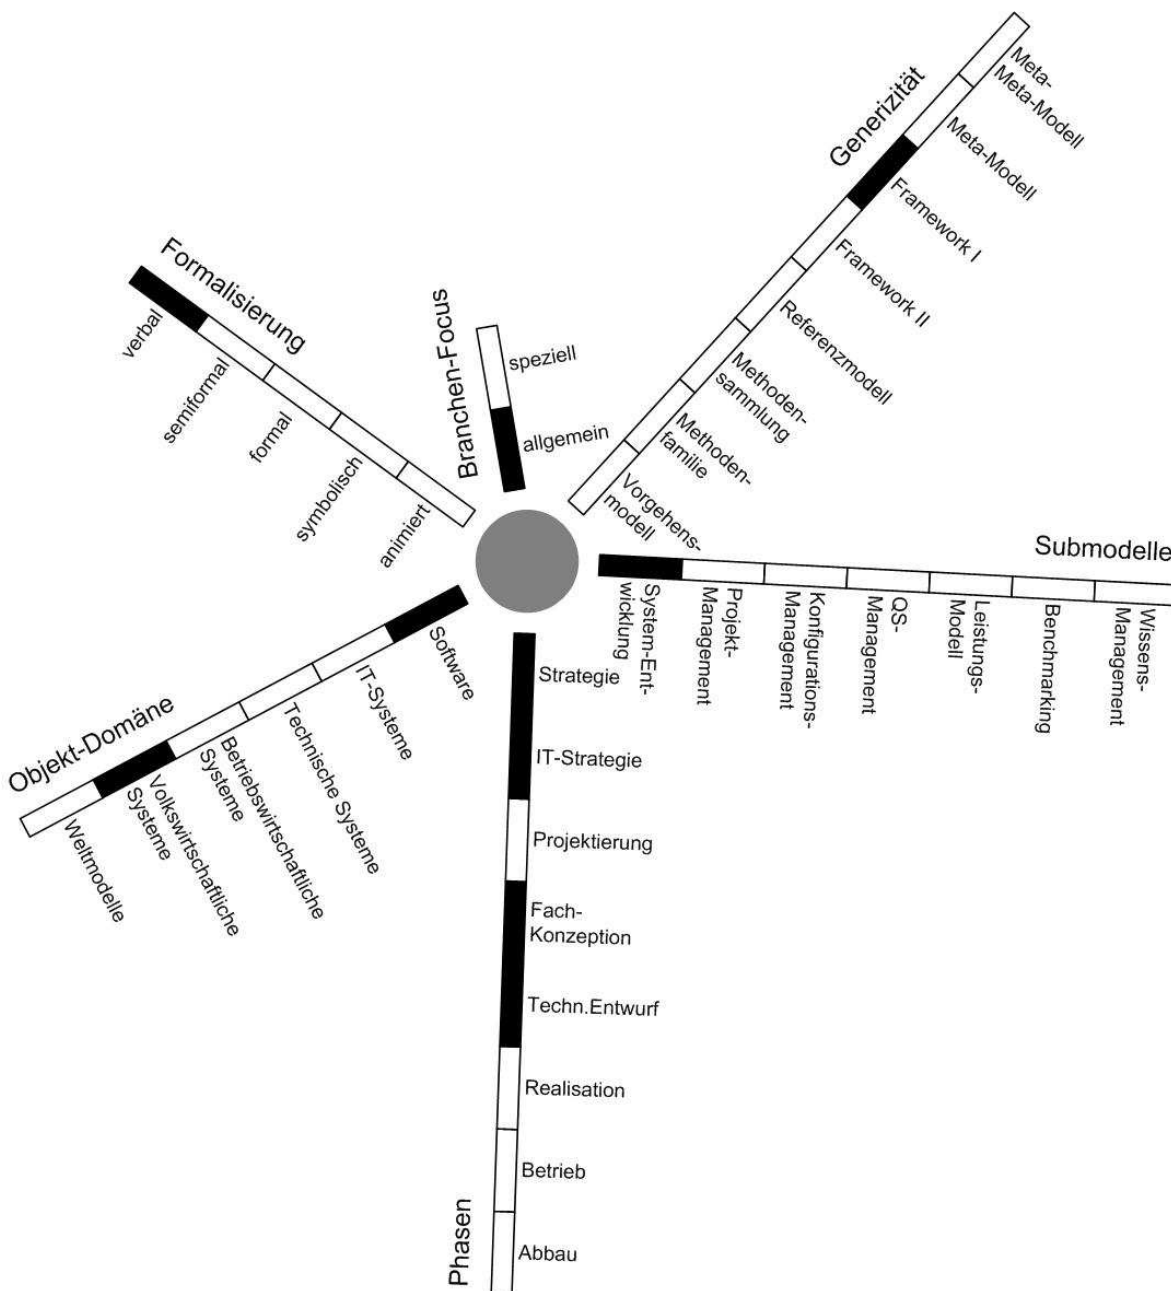 Generizität
Meta-
Meta-Modell
Meta-Modell
Framework I
Framework II
Referenzmodell
Methoden-
sammlung
Methoden-
familie
Vorgehens-
modell
Formalisierung
verbal
semiformal
formal
symbolisch
animiert
Branchen-Focus
speziell
allgemein
Submodelle
System-Ent-
wicklung
Projekt-
Management
Konfigurations-
Management
QS-
Management
Leistungs-
Modell
Benchmarking
Wissens-
Management
Objekt-Domäne
Software
IT-Systeme
Technische Systeme
Betriebswirtschaftliche
Systeme
Volkswirtschaftliche
Systeme
Weltmodelle
Phasen
Strategie
IT-Strategie
Projektierung
Fach-
Konzeption
Techn.Entwurf
Realisation
Betrieb
Abbau